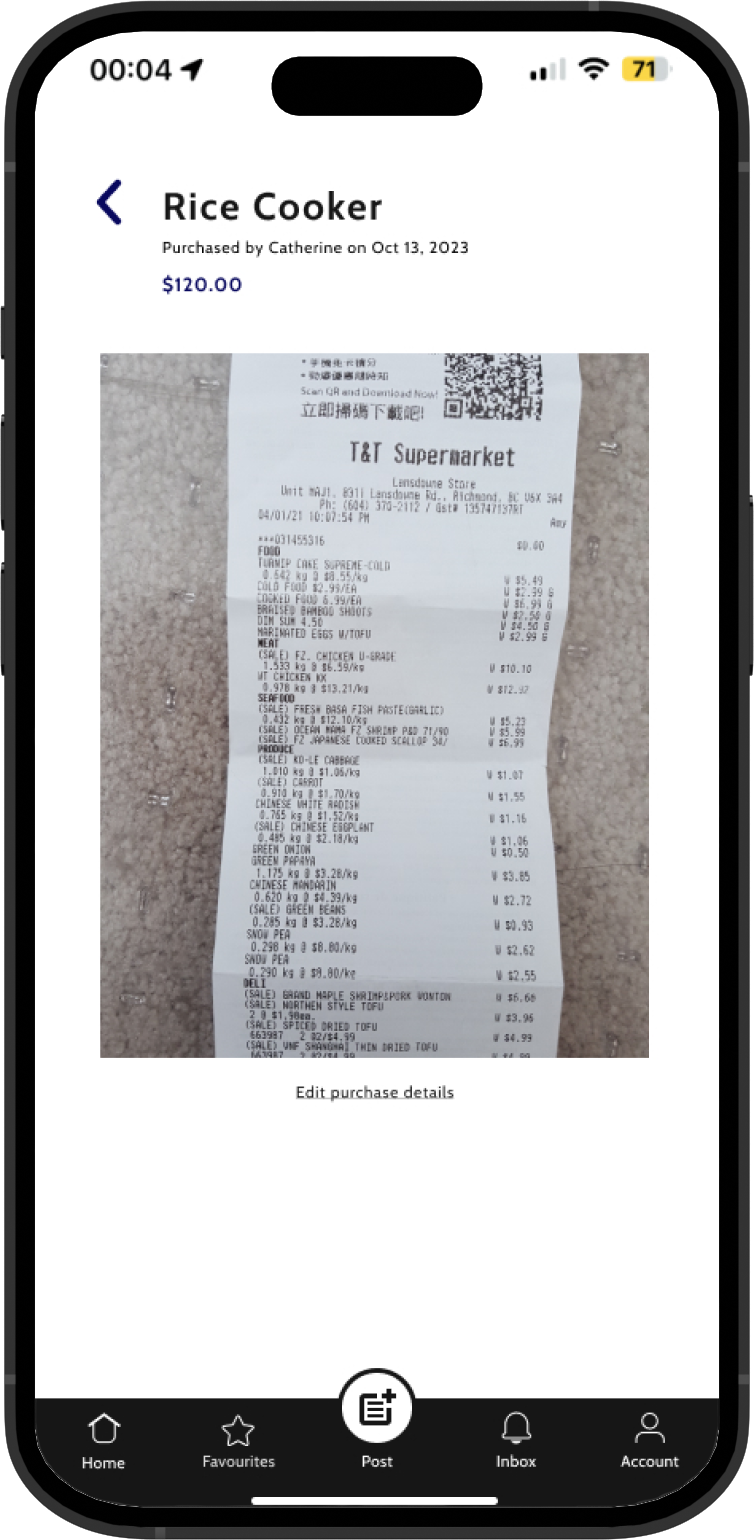 00:04
71
Rice Cooker
Purchased by Catherine on Oct 13, 2023
$120.00
• 手機免卡積分
• 勁爆優惠隨時知
Scan QR and Download Now!
立即掃碼下載吧!
T&T Supermarket
Lansdowne Store
Unit MAJ1, 8311 Lansdowne Rd., Richmond, BC V6X 3A4
Ph: (604) 370-2112 / Gst# 135747137RT
04/01/21 10:07:54 PM
Amy
***031455316 $0.00
FOOD
TURNIP CAKE SUPREME-COLD
0.642 kg @ $8.55/kg W $5.49
COLD FOOD $2.99/EA W $2.99 G
COOKED FOOD 6.99/EA W $6.99 G
BRAISED BAMBOO SHOOTS W $2.50 G
DIM SUM 4.50 W $4.50 G
MARINATED EGGS W/TOFU W $2.99 G
MEAT
(SALE) FZ. CHICKEN U-GRADE
1.533 kg @ $6.59/kg W $10.10
WT CHICKEN KK
0.978 kg @ $13.21/kg W $12.92
SEAFOOD
(SALE) FRESH BASA FISH PASTE(GARLIC)
0.432 kg @ $12.10/kg W $5.23
(SALE) OCEAN MAMA FZ SHRIMP P&D 71/90 W $5.99
(SALE) FZ JAPANESE COOKED SCALLOP 34/ W $6.99
PRODUCE
(SALE) KO-LE CABBAGE
1.010 kg @ $1.06/kg W $1.07
(SALE) CARROT
0.910 kg @ $1.70/kg W $1.55
CHINESE WHITE RADISH
0.765 kg @ $1.52/kg W $1.16
(SALE) CHINESE EGGPLANT
0.485 kg @ $2.18/kg W $1.06
GREEN ONION W $0.50
GREEN PAPAYA
1.175 kg @ $3.28/kg W $3.85
CHINESE MANDARIN
0.620 kg @ $4.39/kg W $2.72
(SALE) GREEN BEANS
0.285 kg @ $3.28/kg W $0.93
SNOW PEA
0.298 kg @ $8.80/kg W $2.62
SNOW PEA
0.290 kg @ $8.80/kg W $2.55
DELI
(SALE) GRAND MAPLE SHRIMP&PORK WONTON W $6.68
(SALE) NORTHEN STYLE TOFU
2 @ $1.98ea. W $3.96
(SALE) SPICED DRIED TOFU
663987 2 @2/$4.99 W $4.99
(SALE) VNF SHANGHAI THIN DRIED TOFU
663987 2 @2/$4.99 W $4.99
Edit purchase details
Home
Favourites
Post
Inbox
Account